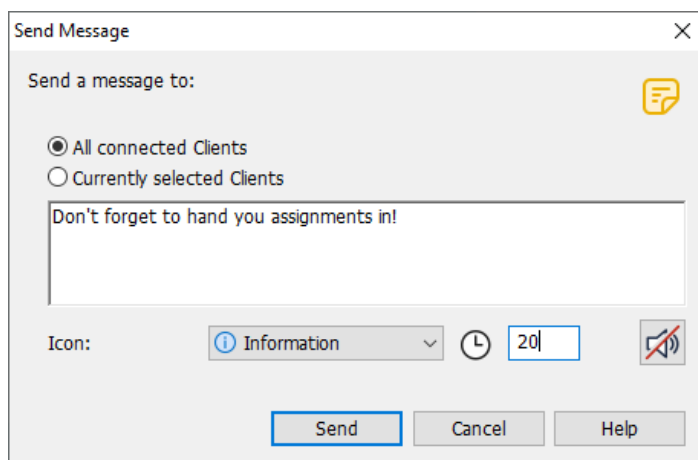 Send Message
Send a message to:
All connected Clients
Currently selected Clients
Don't forget to hand you assignments in!
Icon: Information 20
Send Cancel Help